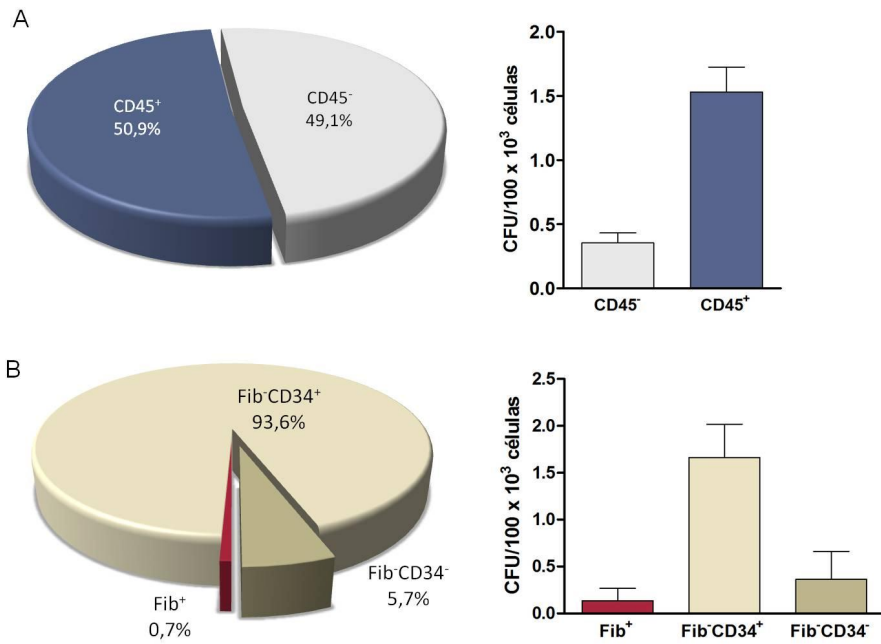 A
CD45⁺
50,9%
CD45⁻
49,1%
CFU/100 x 10³ células
2.0
1.5
1.0
0.5
0.0
CD45⁻
CD45⁺
B
Fib⁻CD34⁺
93,6%
Fib⁺
0,7%
Fib⁻CD34⁻
5,7%
CFU/100 x 10³ células
2.5
2.0
1.5
1.0
0.5
0.0
Fib⁺
Fib⁻CD34⁺
Fib⁻CD34⁻